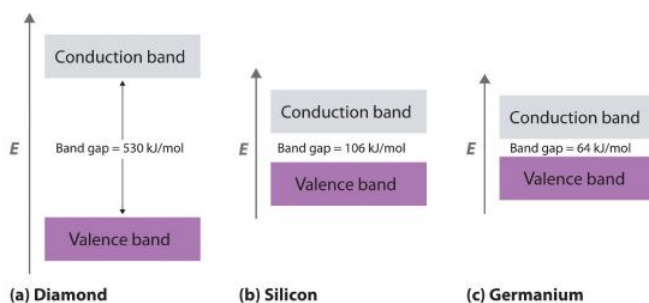 Conduction band
E
Band gap = 530 kJ/mol
Valence band
(a) Diamond
Conduction band
E
Band gap = 106 kJ/mol
Valence band
(b) Silicon
Conduction band
E
Band gap = 64 kJ/mol
Valence band
(c) Germanium